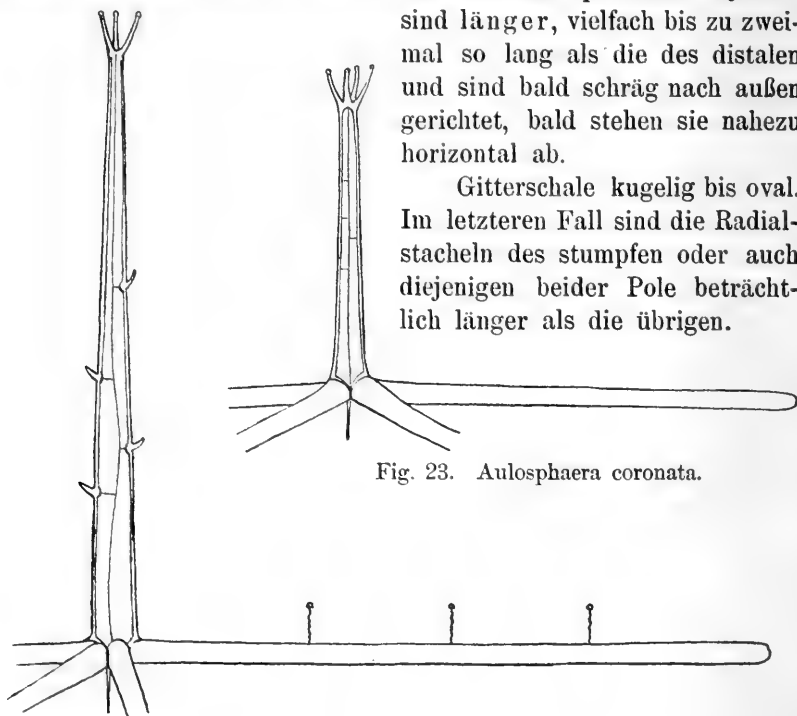 sind länger, vielfach bis zu zwei-
mal so lang als die des distalen
und sind bald schräg nach außen
gerichtet, bald stehen sie nahezu
horizontal ab.
Gitterschale kugelig bis oval.
Im letzteren Fall sind die Radial-
stacheln des stumpfen oder auch
diejenigen beider Pole beträcht-
lich länger als die übrigen.
Fig. 23. Aulosphaera coronata.